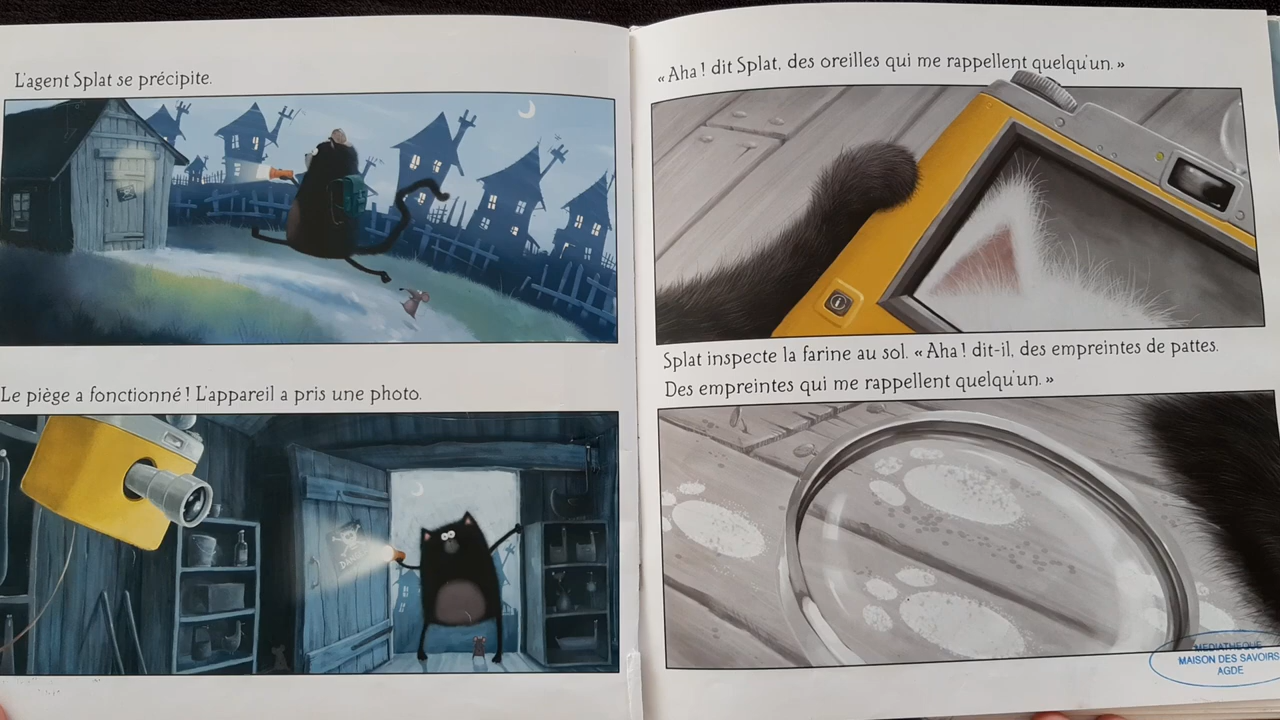 L'agent Splat se précipite.
Le piège a fonctionné ! L'appareil a pris une photo.
« Aha ! dit Splat, des oreilles qui me rappellent quelqu'un. »
Splat inspecte la farine au sol. « Aha ! dit-il, des empreintes de pattes.
Des empreintes qui me rappellent quelqu'un. »
MEDIATHEQUE
MAISON DES SAVOIRS
AGDE